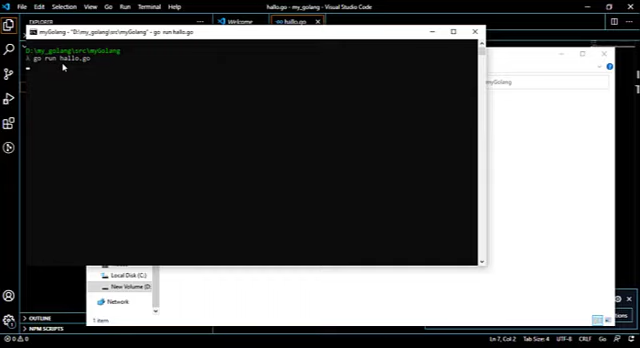 File Edit Selection View Go Run Terminal Help
hallo.go - my_golang - Visual Studio Code
EXPLORER
Welcome
hallo.go
myGolang - "D:\my_golang\src\myGolang" - go run hallo.go
D:\my_golang\src\myGolang
λ go run hallo.go
myGolang
Local Disk (C:)
New Volume (D:
Network
1 item
OUTLINE
NPM SCRIPTS
0 0
Ln 7, Col 2 Tab Size: 4 UTF-8 CRLF Go